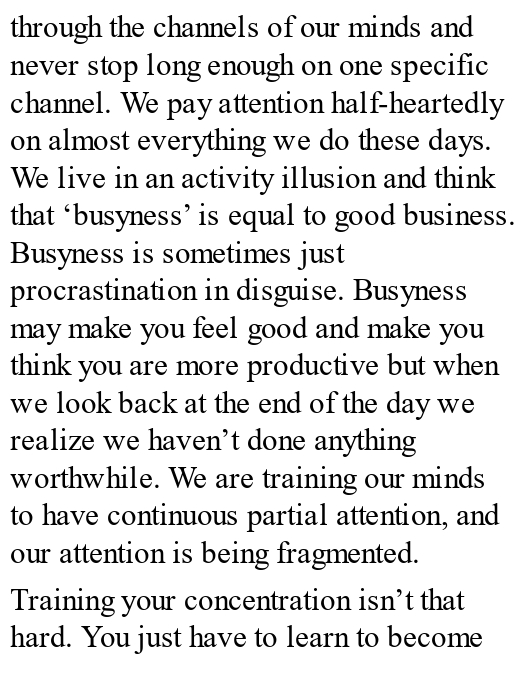 through the channels of our minds and
never stop long enough on one specific
channel. We pay attention half-heartedly
on almost everything we do these days.
We live in an activity illusion and think
that ‘busyness’ is equal to good business.
Busyness is sometimes just
procrastination in disguise. Busyness
may make you feel good and make you
think you are more productive but when
we look back at the end of the day we
realize we haven’t done anything
worthwhile. We are training our minds
to have continuous partial attention, and
our attention is being fragmented.
Training your concentration isn’t that
hard. You just have to learn to become